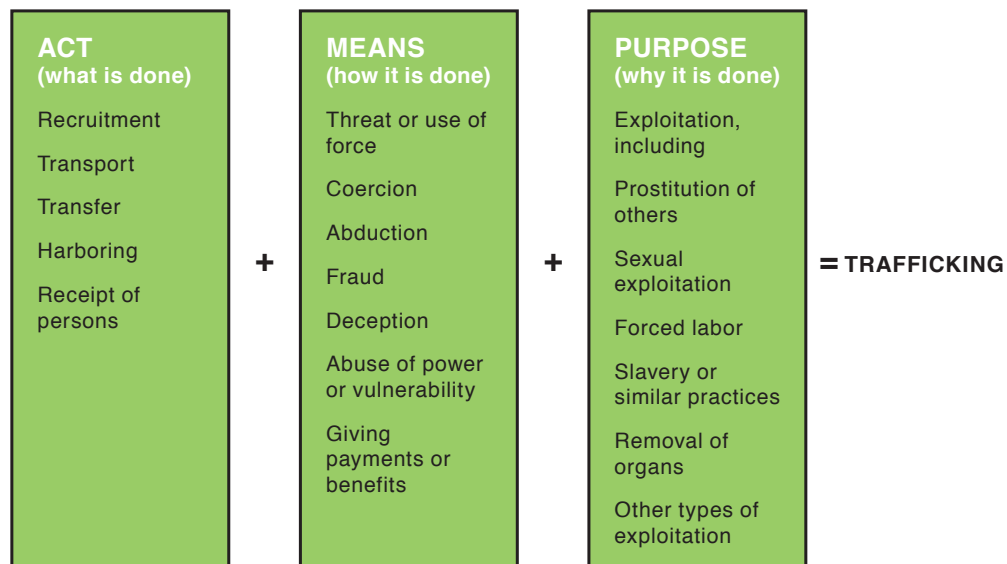 ACT
(what is done)
Recruitment
Transport
Transfer
Harboring
Receipt of
persons
+
MEANS
(how it is done)
Threat or use of
force
Coercion
Abduction
Fraud
Deception
Abuse of power
or vulnerability
Giving
payments or
benefits
+
PURPOSE
(why it is done)
Exploitation,
including
Prostitution of
others
Sexual
exploitation
Forced labor
Slavery or
similar practices
Removal of
organs
Other types of
exploitation
= TRAFFICKING